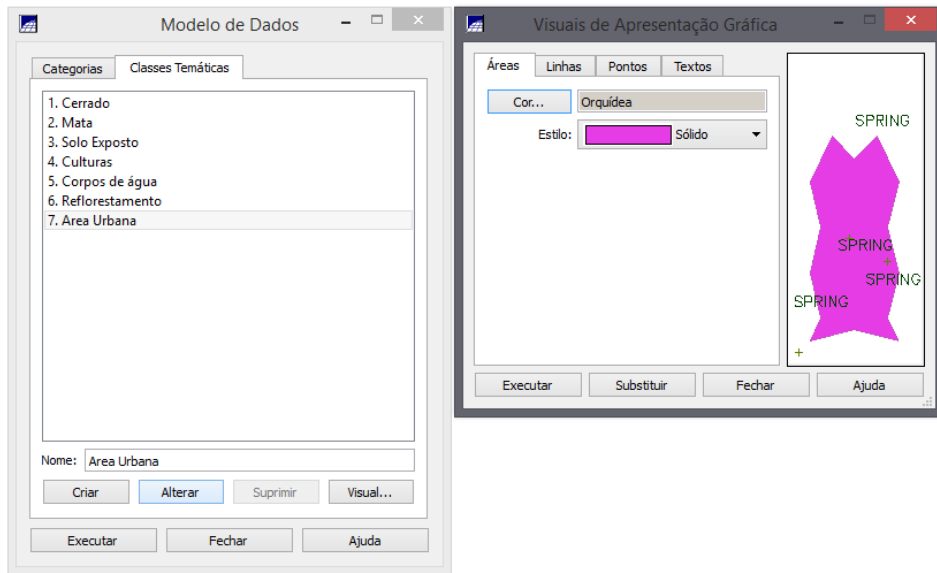 Modelo de Dados
Categorias
Classes Temáticas
1. Cerrado
2. Mata
3. Solo Exposto
4. Culturas
5. Corpos de água
6. Reflorestamento
7. Area Urbana
Nome: Area Urbana
Criar
Alterar
Suprimir
Visual...
Executar
Fechar
Ajuda
Visuais de Apresentação Gráfica
Áreas
Linhas
Pontos
Textos
Cor...
Orquídea
Estilo:
Sólido
SPRING
SPRING
SPRING
SPRING
Executar
Substituir
Fechar
Ajuda